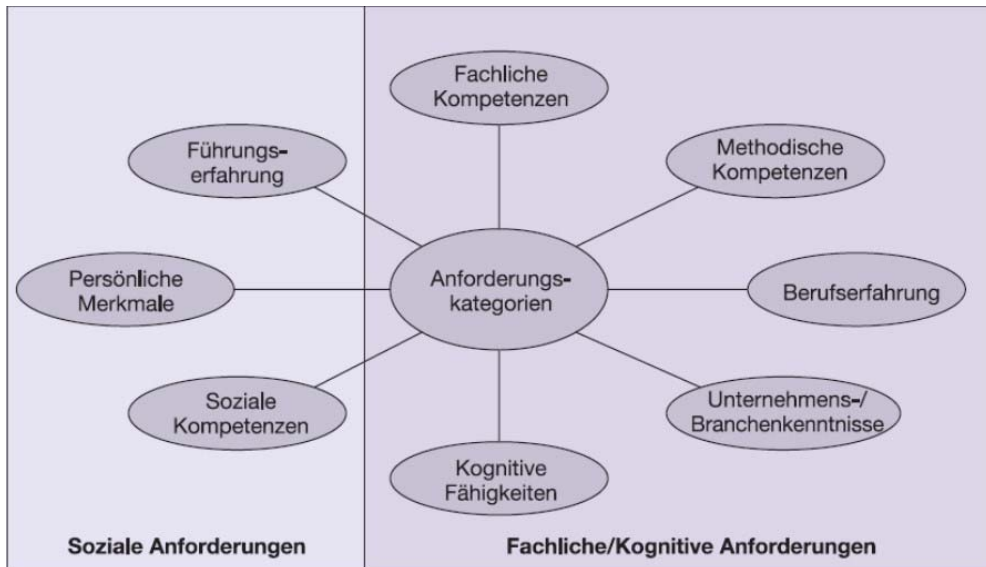 Fachliche
Kompetenzen
Führungs-
erfahrung
Methodische
Kompetenzen
Persönliche
Merkmale
Anforderungs-
kategorien
Berufserfahrung
Soziale
Kompetenzen
Unternehmens-/
Branchenkenntnisse
Kognitive
Fähigkeiten
Soziale Anforderungen
Fachliche/Kognitive Anforderungen